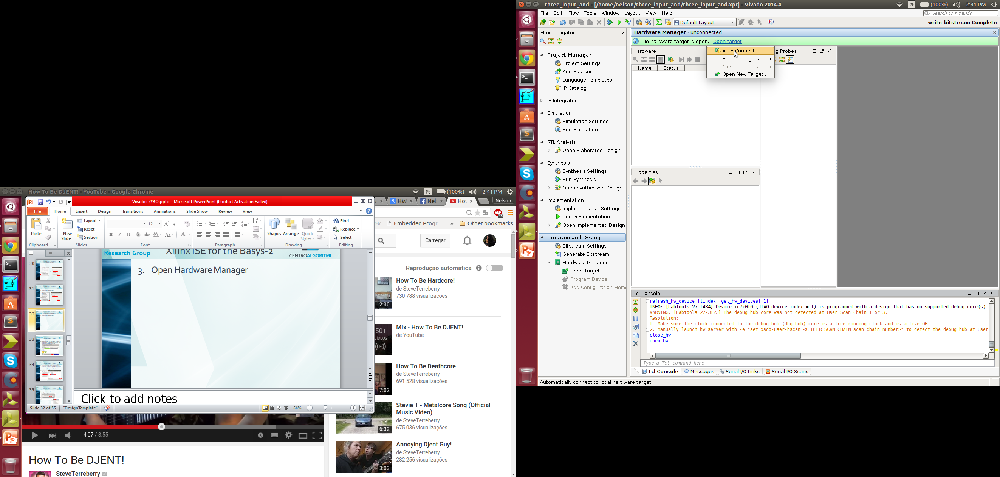 three_input_and - [/home/nelson/three_input_and/three_input_and.xpr] - Vivado 2014.4
Pt (100%) 2:41 PM
File Edit Flow Tools Window Layout View Help
Search commands
Default Layout
write_bitstream Complete
Flow Navigator
Project Manager
Project Settings
Add Sources
Language Templates
IP Catalog
IP Integrator
Simulation
Simulation Settings
Run Simulation
RTL Analysis
Open Elaborated Design
Synthesis
Synthesis Settings
Run Synthesis
Open Synthesized Design
Implementation
Implementation Settings
Run Implementation
Open Implemented Design
Program and Debug
Bitstream Settings
Generate Bitstream
Hardware Manager
Open Target
Program Device
Add Configuration Mem
Hardware Manager - unconnected
No hardware target is open. Open target
Hardware
Name Status
Auto Connect
Recent Targets
Closed Targets
Open New Target...
g Probes
Properties
Tcl Console
refresh_hw_device [lindex [get_hw_devices] 1]
INFO: [Labtools 27-1434] Device xc7z010 (JTAG device index = 1) is programmed with a design that has no supported debug core(s)
WARNING: [Labtools 27-3123] The debug hub core was not detected at User Scan Chain 1 or 3.
Resolution:
1. Make sure the clock connected to the debug hub (dbg_hub) core is a free running clock and is active OR
2. Manually launch hw_server with -e "set xsdb-user-bscan <C_USER_SCAN_CHAIN scan_chain_number>" to detect the debug hub at User
close_hw
open_hw
Type a Tcl command here
Tcl Console Messages Serial I/O Links Serial I/O Scans
Automatically connect to local hardware target
How To Be DJENT! - YouTube - Google Chrome
Pt (100%) 2:41 PM
HW Nel Ho Nelson
ABP
15
Embedded Progr » Other bookmarks
Carregar
Reprodução automática
How To Be Hardcore!
de SteveTerreberry
730 788 visualizações
12:30
Mix - How To Be DJENT!
de YouTube
50+
VÍDEOS
How To Be Deathcore
de SteveTerreberry
691 528 visualizações
7:02
Stevie T - Metalcore Song (Official
Music Video)
de SteveTerreberry
675 036 visualizações
6:32
Annoying Djent Guy!
de SteveTerreberry
282 256 visualizações
3:03
4:07 / 8:55
How To Be DJENT!
SteveTerreberry
Vivado+ZYBO.pptx - Microsoft PowerPoint (Product Activation Failed)
File Home Insert Design Transitions Animations Slide Show Review View
Paste
Clipboard
New
Slide
Layout
Reset
Section
Slides
12
Font
Paragraph
Shapes Arrange Quick
Styles
Drawing
Find
Replace
Select
Editing
30
31
32
33
34
35
Research Group Xilinx ISE for the Basys-2 CENTROALGORITMI
3. Open Hardware Manager
Click to add notes
Slide 32 of 55 "DesignTemplate" 66%